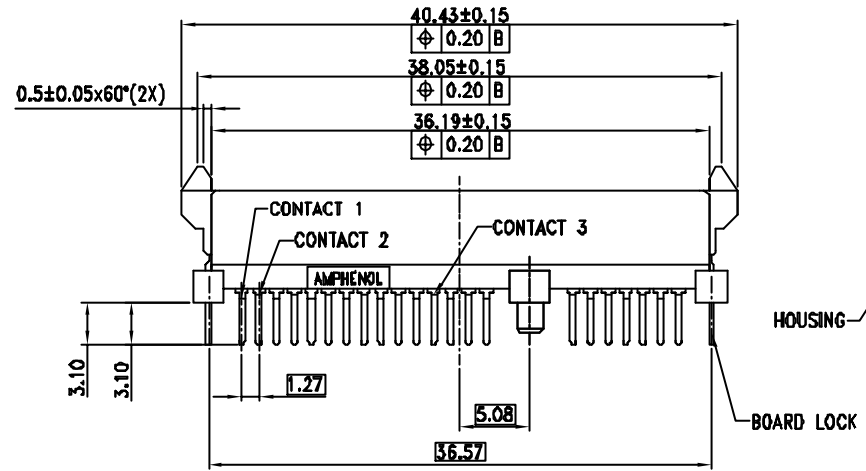 40.43±0.15
⌖ 0.20 B
38.05±0.15
0.5±0.05x60°(2X)
⌖ 0.20 B
36.19±0.15
⌖ 0.20 B
CONTACT 1
CONTACT 2
CONTACT 3
AMPHENOL
HOUSING
3.10
3.10
1.27
5.08
BOARD LOCK
36.57